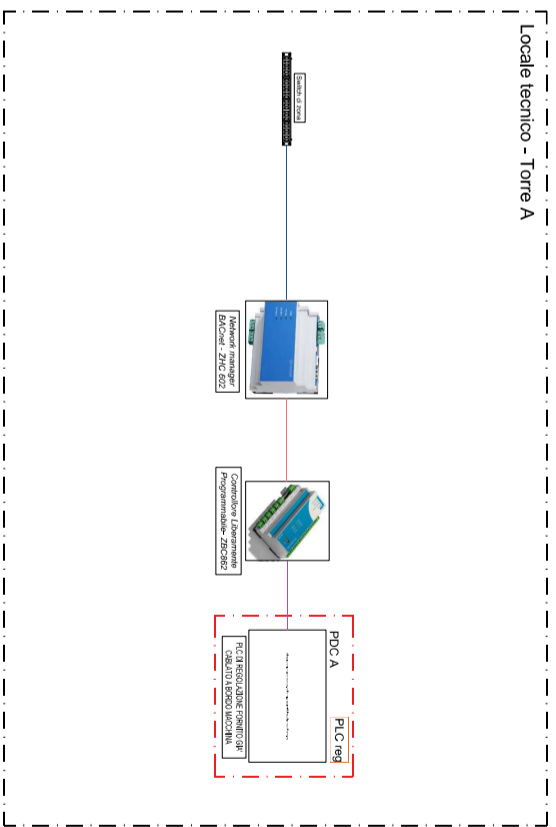 Locale tecnico - Torre A
Switch di zona
Network manager
BACnet - ZHC 602
Controllore Liberamente
Programmabile- ZBC862
PDC A
PLC reg
PLC DI REGOLAZIONE FORNITO GIA'
CABLATO A BORDO MACCHINA